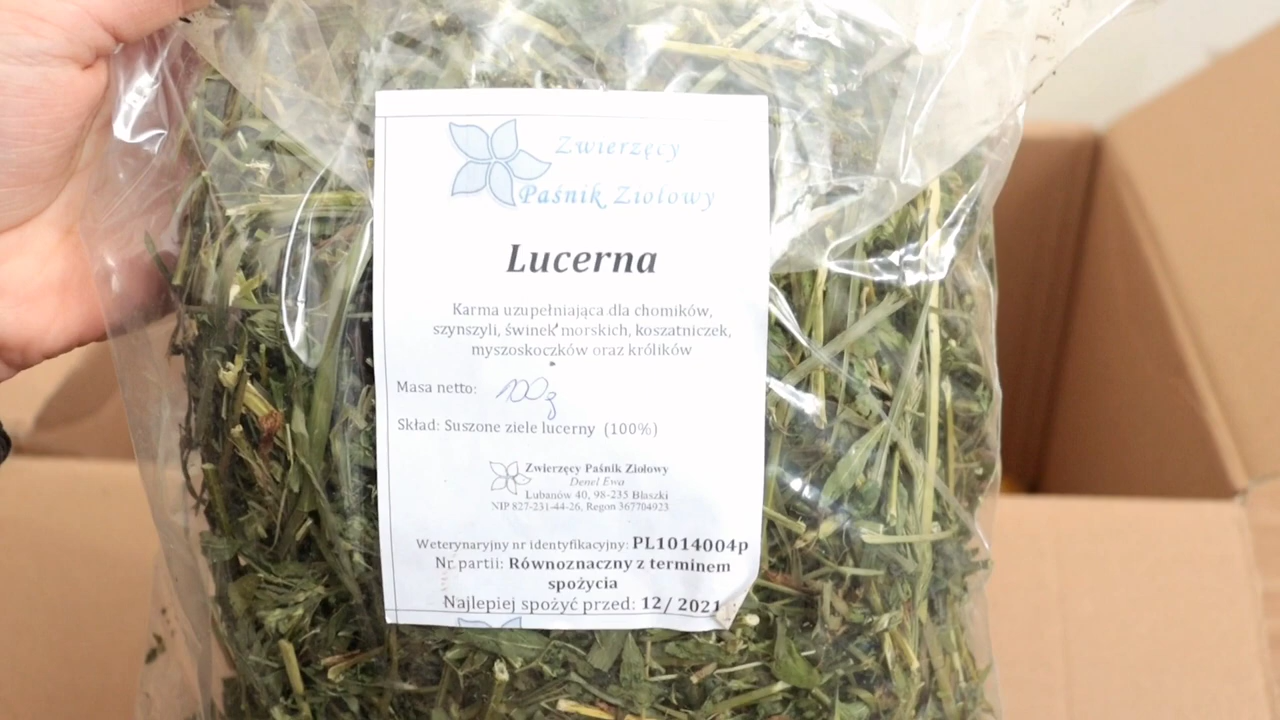 Zwierzęcy
Paśnik Ziołowy
Lucerna
Karma uzupełniająca dla chomików,
szynszyli, świnek morskich, koszatniczek,
myszoskoczków oraz królików
Masa netto: 100g
Skład: Suszone ziele lucerny (100%)
Zwierzęcy Paśnik Ziołowy
Denel Ewa
Lubanów 40, 98-235 Błaszki
NIP 827-231-44-26, Regon 367704923
Weterynaryjny nr identyfikacyjny: PL1014004p
Nr partii: Równoznaczny z terminem
spożycia
Najlepiej spożyć przed: 12/ 2021